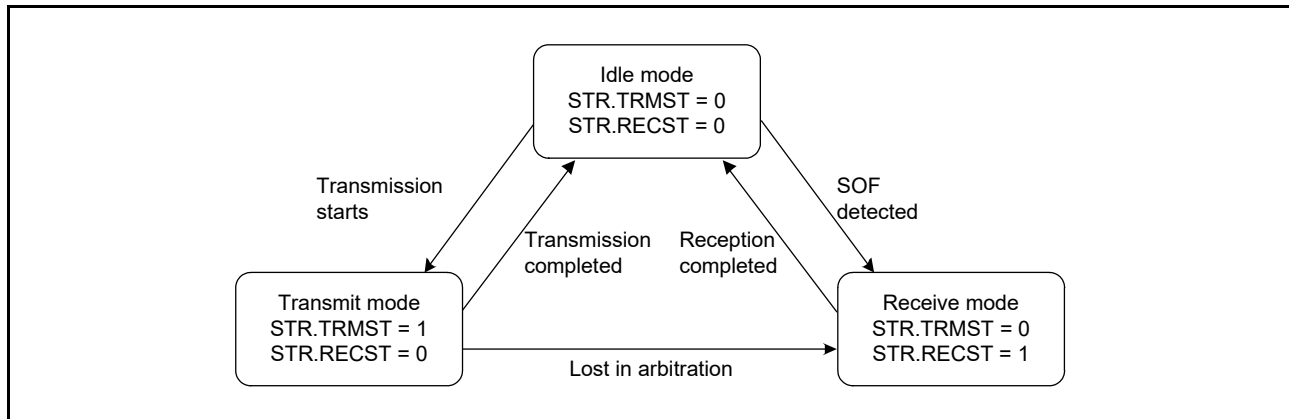 Idle mode
STR.TRMST = 0
STR.RECST = 0
Transmission
starts
SOF
detected
Transmission
completed
Reception
completed
Transmit mode
STR.TRMST = 1
STR.RECST = 0
Receive mode
STR.TRMST = 0
STR.RECST = 1
Lost in arbitration